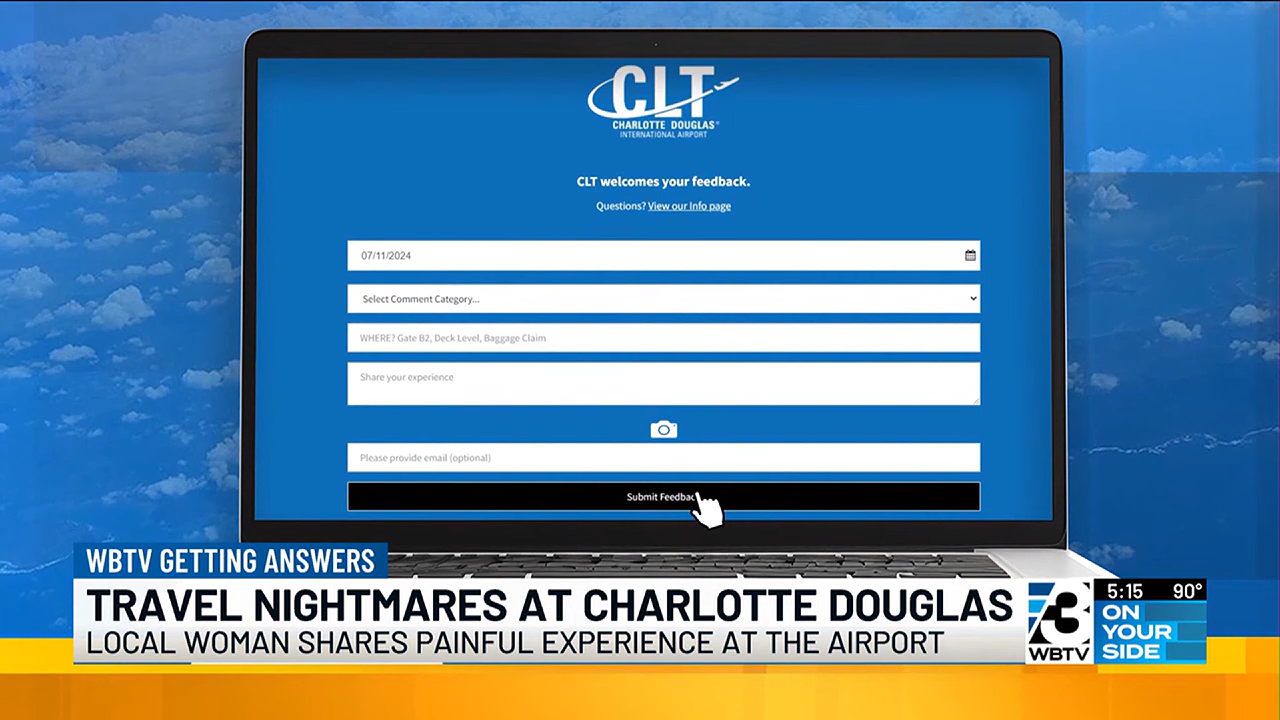 CLT
CHARLOTTE DOUGLAS®
INTERNATIONAL AIRPORT
CLT welcomes your feedback.
Questions? View our Info page
07/11/2024
Select Comment Category...
WHERE? Gate B2, Deck Level, Baggage Claim
Share your experience
Please provide email (optional)
Submit Feedbac
WBTV GETTING ANSWERS
TRAVEL NIGHTMARES AT CHARLOTTE DOUGLAS
LOCAL WOMAN SHARES PAINFUL EXPERIENCE AT THE AIRPORT
3
WBTV
5:15 90°
ON
YOUR
SIDE